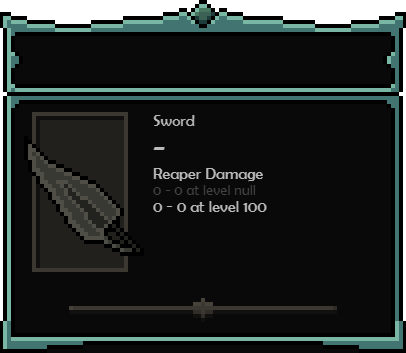 Sword
–
Reaper Damage
0 - 0 at level null
0 - 0 at level 100